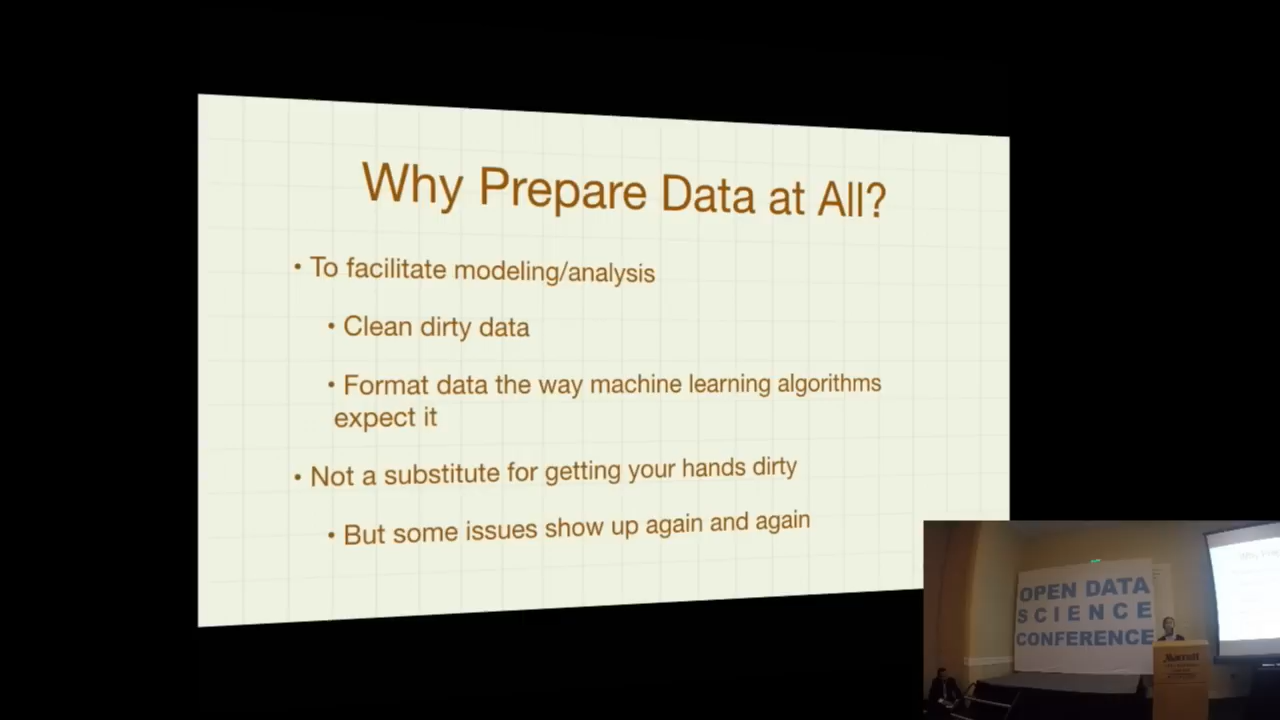 Why Prepare Data at All?
• To facilitate modeling/analysis
• Clean dirty data
• Format data the way machine learning algorithms
expect it
• Not a substitute for getting your hands dirty
• But some issues show up again and again
OPEN DATA
SCIENCE
CONFERENCE
Marriott